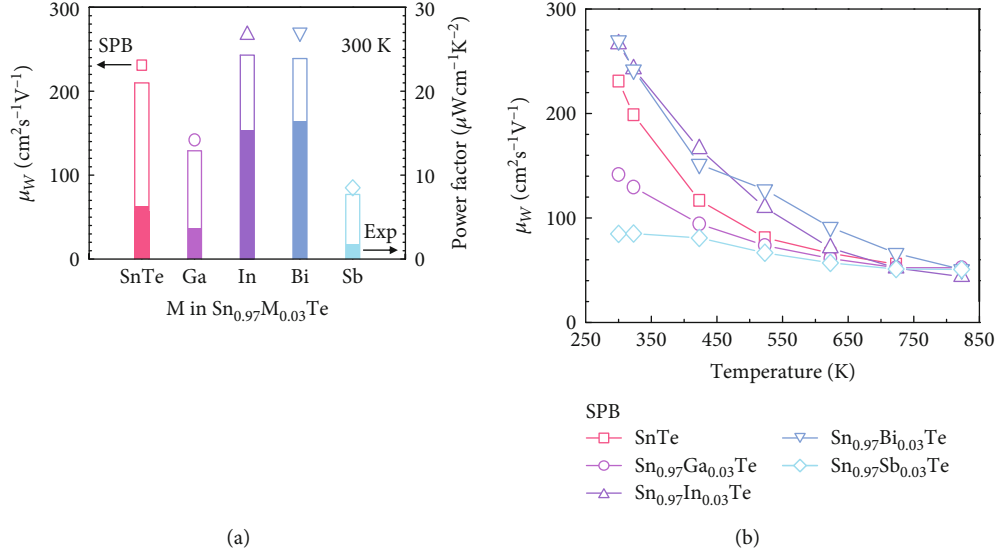 300
30
SPB
300 K
200
20
μ_W (cm²s⁻¹V⁻¹)
Power factor (μWcm⁻¹K⁻²)
100
10
Exp
0
0
SnTe Ga In Bi Sb
M in Sn₀.₉₇M₀.₀₃Te
(a)
300
200
μ_W (cm²s⁻¹V⁻¹)
100
0
250 350 450 550 650 750 850
Temperature (K)
SPB
SnTe
Sn₀.₉₇Ga₀.₀₃Te
Sn₀.₉₇In₀.₀₃Te
Sn₀.₉₇Bi₀.₀₃Te
Sn₀.₉₇Sb₀.₀₃Te
(b)